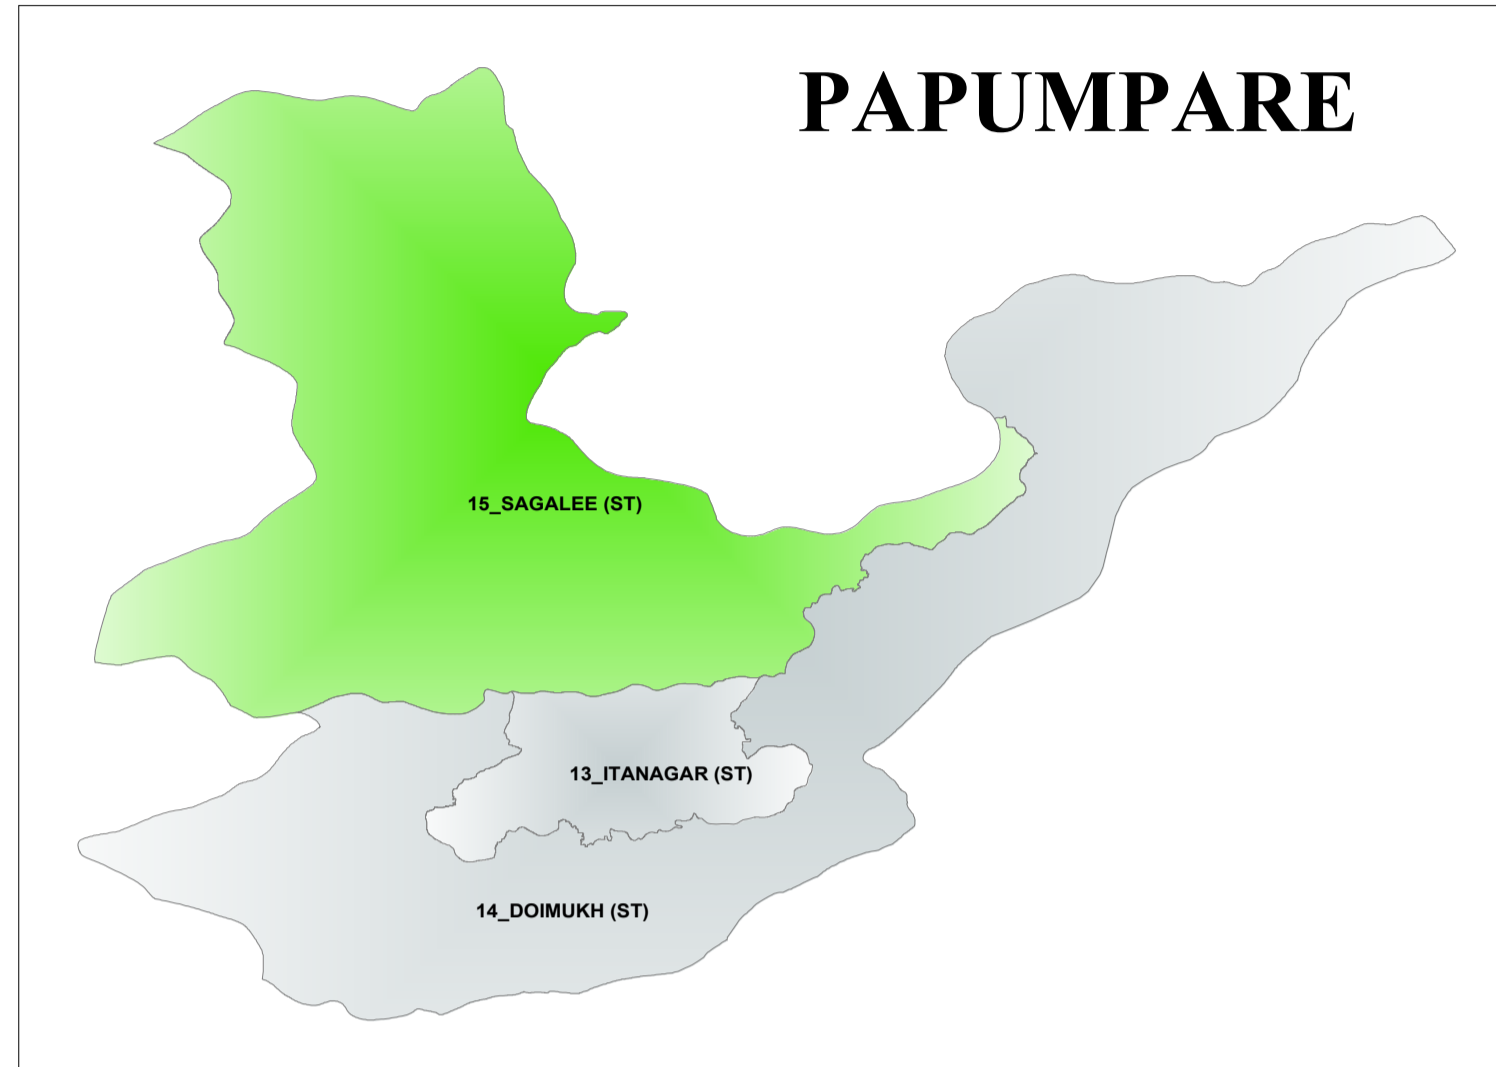 PAPUMPARE
15_SAGALEE (ST)
13_ITANAGAR (ST)
14_DOIMUKH (ST)